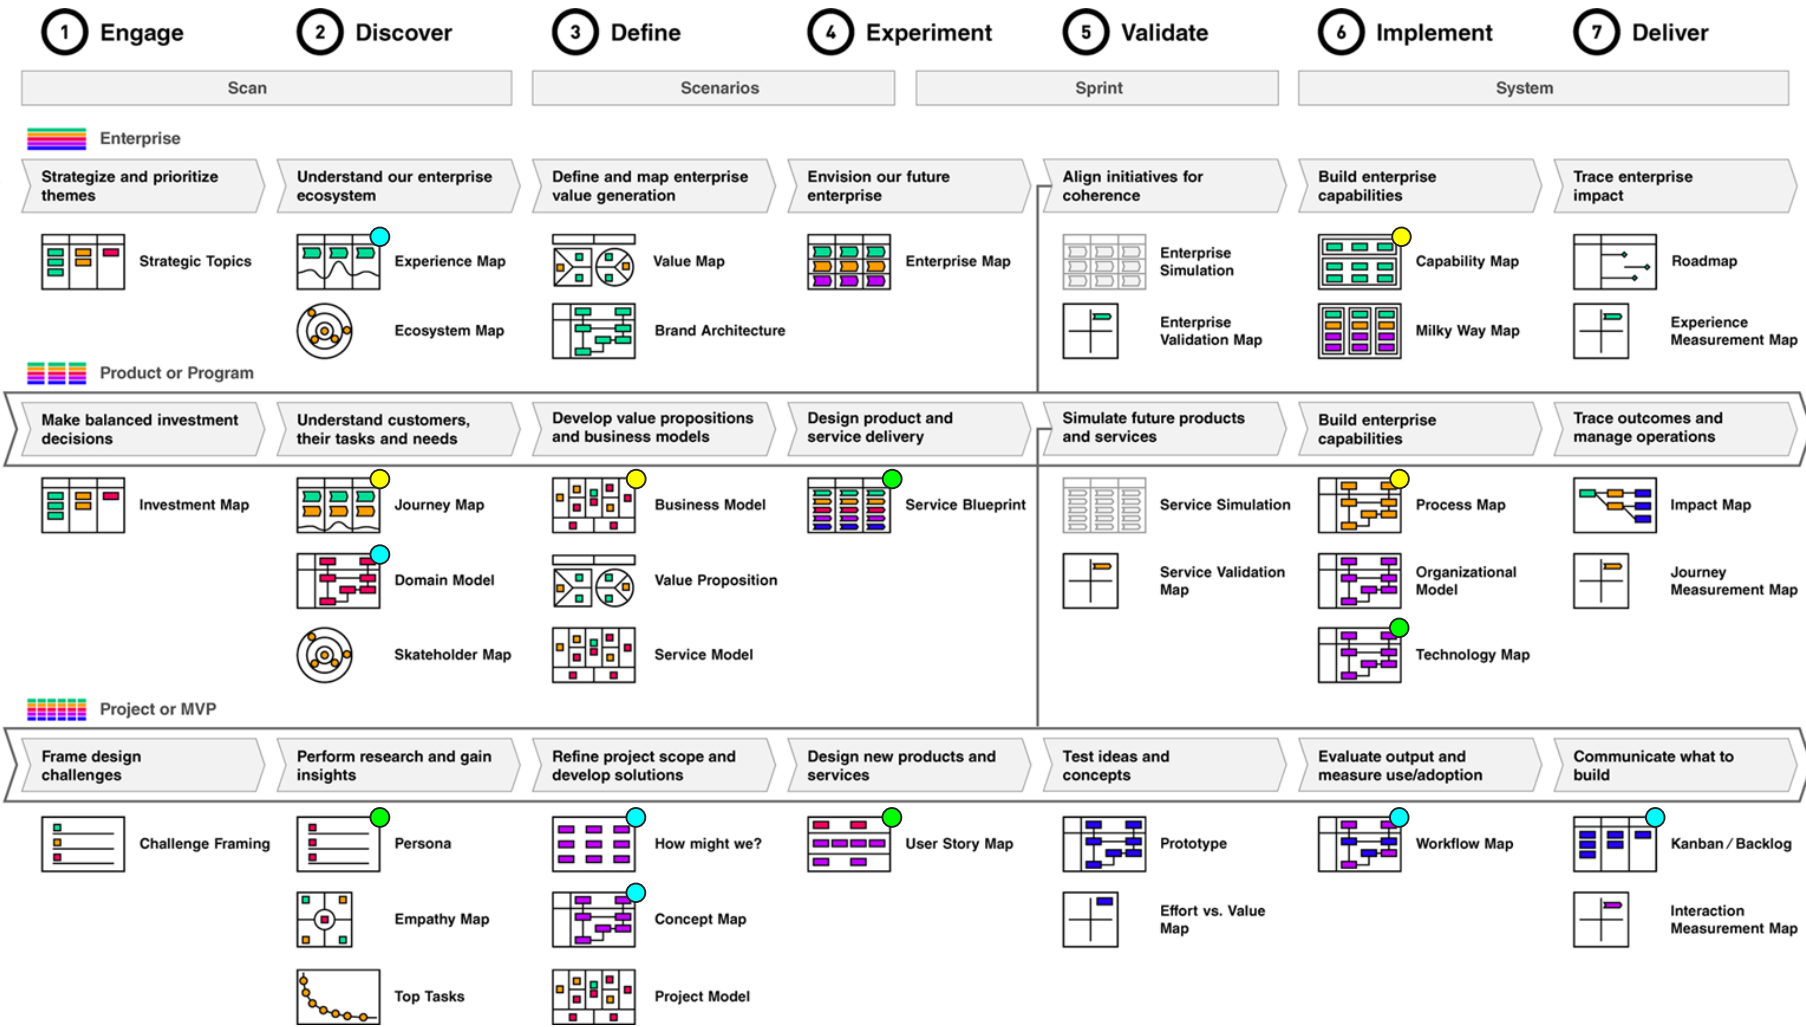 1 Engage
2 Discover
3 Define
4 Experiment
5 Validate
6 Implement
7 Deliver
Scan
Scenarios
Sprint
System
Enterprise
Strategize and prioritize
themes
Understand our enterprise
ecosystem
Define and map enterprise
value generation
Envision our future
enterprise
Align initiatives for
coherence
Build enterprise
capabilities
Trace enterprise
impact
Strategic Topics
Experience Map
Value Map
Enterprise Map
Enterprise
Simulation
Capability Map
Roadmap
Ecosystem Map
Brand Architecture
Enterprise
Validation Map
Milky Way Map
Experience
Measurement Map
Product or Program
Make balanced investment
decisions
Understand customers,
their tasks and needs
Develop value propositions
and business models
Design product and
service delivery
Simulate future products
and services
Build enterprise
capabilities
Trace outcomes and
manage operations
Investment Map
Journey Map
Business Model
Service Blueprint
Service Simulation
Process Map
Impact Map
Domain Model
Value Proposition
Service Validation
Map
Organizational
Model
Journey
Measurement Map
Skateholder Map
Service Model
Technology Map
Project or MVP
Frame design
challenges
Perform research and gain
insights
Refine project scope and
develop solutions
Design new products and
services
Test ideas and
concepts
Evaluate output and
measure use/adoption
Communicate what to
build
Challenge Framing
Persona
How might we?
User Story Map
Prototype
Workflow Map
Kanban / Backlog
Empathy Map
Concept Map
Effort vs. Value
Map
Interaction
Measurement Map
Top Tasks
Project Model